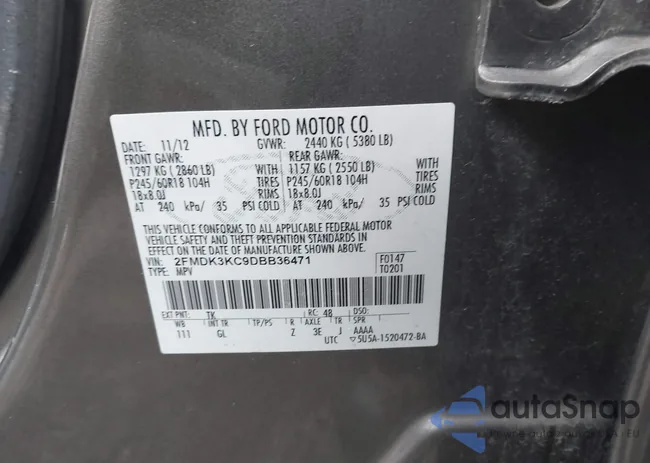 MFD. BY FORD MOTOR CO.
DATE: 11/12 GVWR: 2440 KG ( 5380 LB)
FRONT GAWR: REAR GAWR:
1297 KG (2860 LB) WITH 1157 KG (2550 LB) WITH
P245/60R18 104H TIRES P245/60R18 104H TIRES
18x8.0J RIMS 18x8.0J RIMS
AT 240 kPa/ 35 PSI COLD AT 240 kPa/ 35 PSI COLD
THIS VEHICLE CONFORMS TO ALL APPLICABLE FEDERAL MOTOR
VEHICLE SAFETY AND THEFT PREVENTION STANDARDS IN
EFFECT ON THE DATE OF MANUFACTURE SHOWN ABOVE.
VIN: 2FMDK3KC9DBB36471 F0147
TYPE: MPV T0201
EXT PNT: TK RC: 48 DSO:
WB INT TR TP/PS R AXLE TR SPR
111 GL Z 3E J AAAA
UTC ▽5U5A-1520472-BA
autoSnap